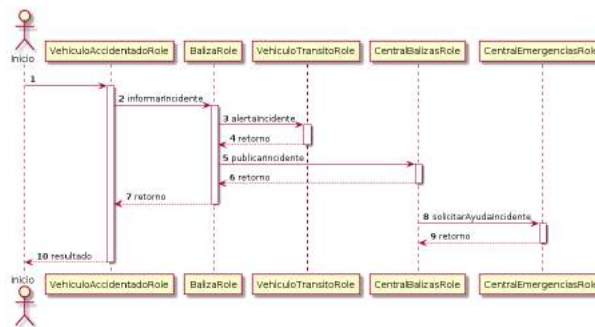 Inicio
VehiculoAccidentadoRole
BalizaRole
VehiculoTransitoRole
CentralBalizasRole
CentralEmergenciasRole
1
2 informarIncidente
3 alertaIncidente
4 retorno
5 publicarIncidente
6 retorno
7 retorno
8 solicitarAyudaIncidente
9 retorno
10 resultado
Inicio
VehiculoAccidentadoRole
BalizaRole
VehiculoTransitoRole
CentralBalizasRole
CentralEmergenciasRole